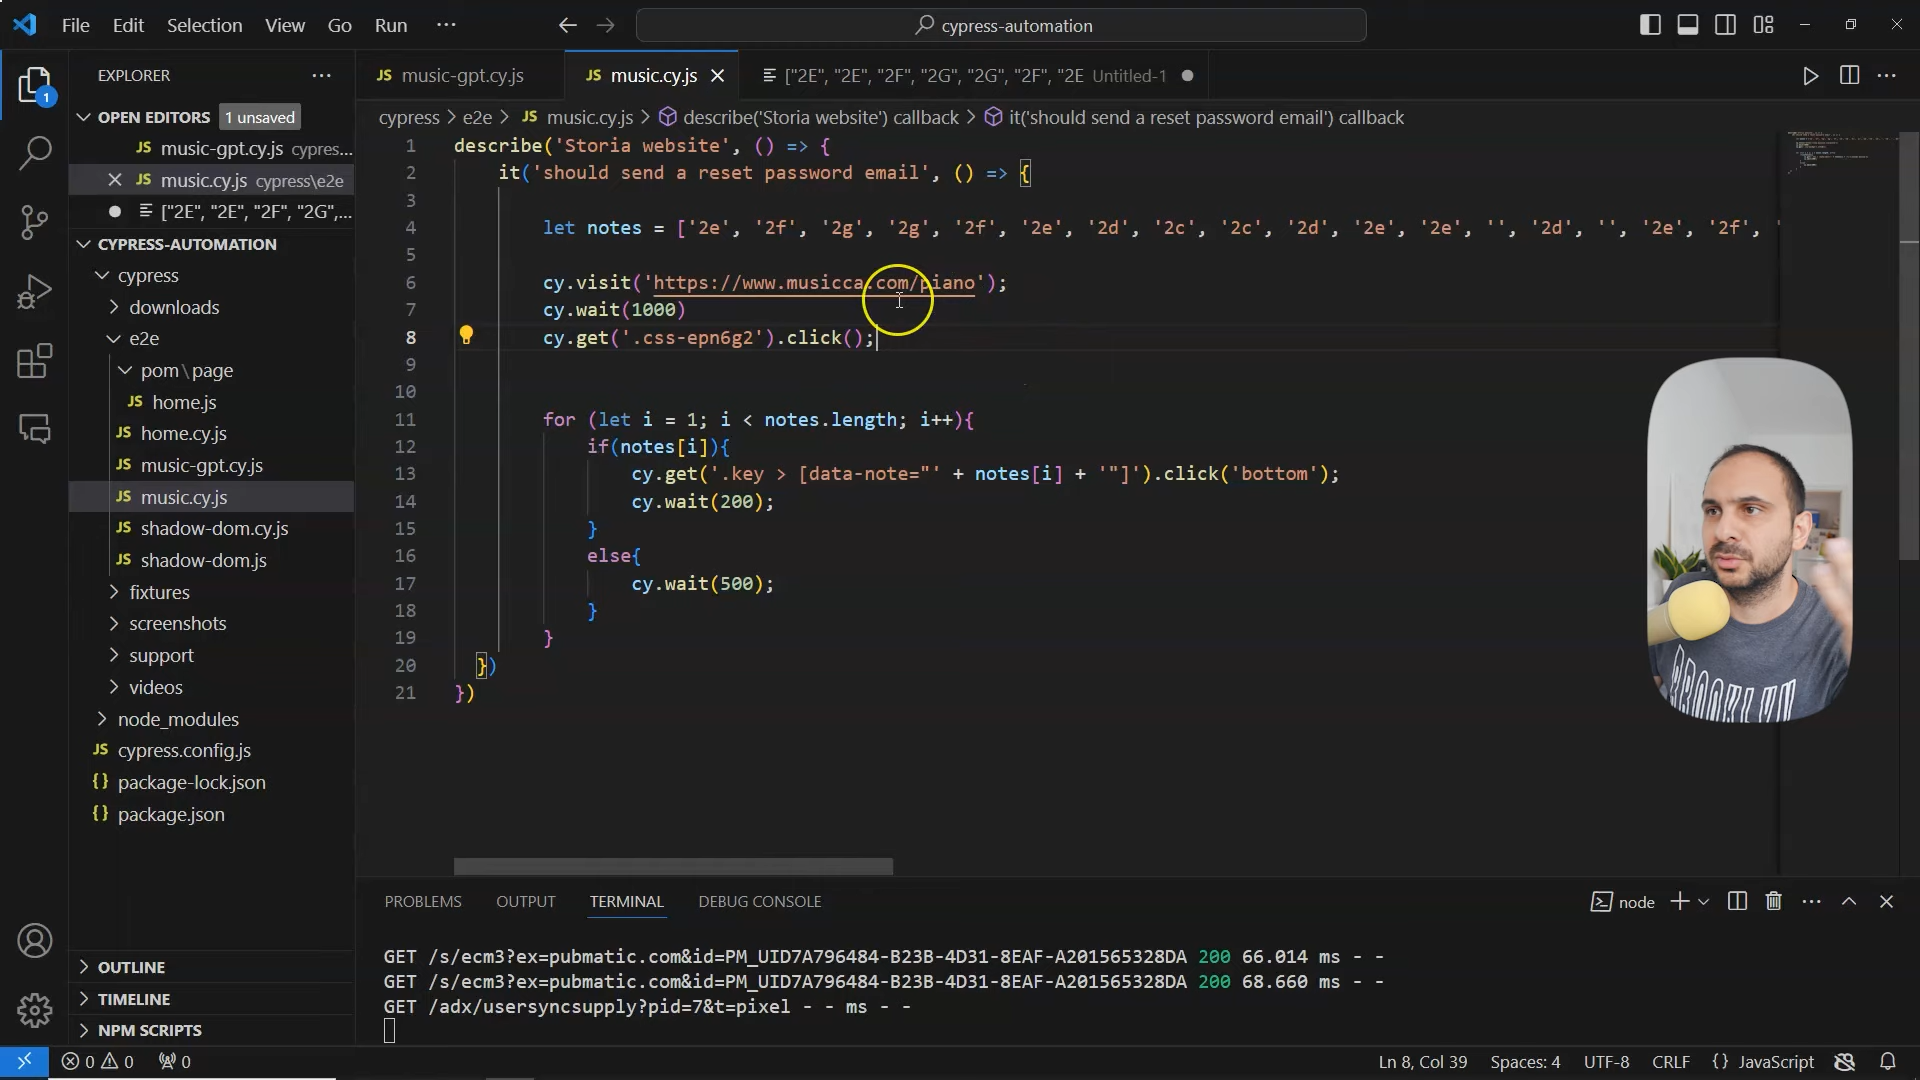 File Edit Selection View Go Run ···
cypress-automation
EXPLORER ···
1
OPEN EDITORS 1 unsaved
JS music-gpt.cy.js cypres...
JS music.cy.js cypress\e2e
["2E", "2E", "2F", "2G",...
CYPRESS-AUTOMATION
cypress
downloads
e2e
pom\page
JS home.js
JS home.cy.js
JS music-gpt.cy.js
JS music.cy.js
JS shadow-dom.cy.js
JS shadow-dom.js
fixtures
screenshots
support
videos
node_modules
JS cypress.config.js
{} package-lock.json
{} package.json
OUTLINE
TIMELINE
NPM SCRIPTS
JS music-gpt.cy.js JS music.cy.js ["2E", "2E", "2F", "2G", "2G", "2F", "2E Untitled-1
cypress > e2e > JS music.cy.js > describe('Storia website') callback > it('should send a reset password email') callback
1 describe('Storia website', () => {
2 it('should send a reset password email', () => {
3
4 let notes = ['2e', '2f', '2g', '2g', '2f', '2e', '2d', '2c', '2c', '2d', '2e', '2e', '', '2d', '', '2e', '2f', '
5
6 cy.visit('https://www.musicca.com/piano');
7 cy.wait(1000)
8 cy.get('.css-epn6g2').click();
9
10
11 for (let i = 1; i < notes.length; i++){
12 if(notes[i]){
13 cy.get('.key > [data-note="' + notes[i] + '"]').click('bottom');
14 cy.wait(200);
15 }
16 else{
17 cy.wait(500);
18 }
19 }
20 })
21 })
BROOKLYN
PROBLEMS OUTPUT TERMINAL DEBUG CONSOLE
node
GET /s/ecm3?ex=pubmatic.com&id=PM_UID7A796484-B23B-4D31-8EAF-A201565328DA 200 66.014 ms - -
GET /s/ecm3?ex=pubmatic.com&id=PM_UID7A796484-B23B-4D31-8EAF-A201565328DA 200 68.660 ms - -
GET /adx/usersyncsupply?pid=7&t=pixel - - ms - -
0 0 0
Ln 8, Col 39 Spaces: 4 UTF-8 CRLF {} JavaScript